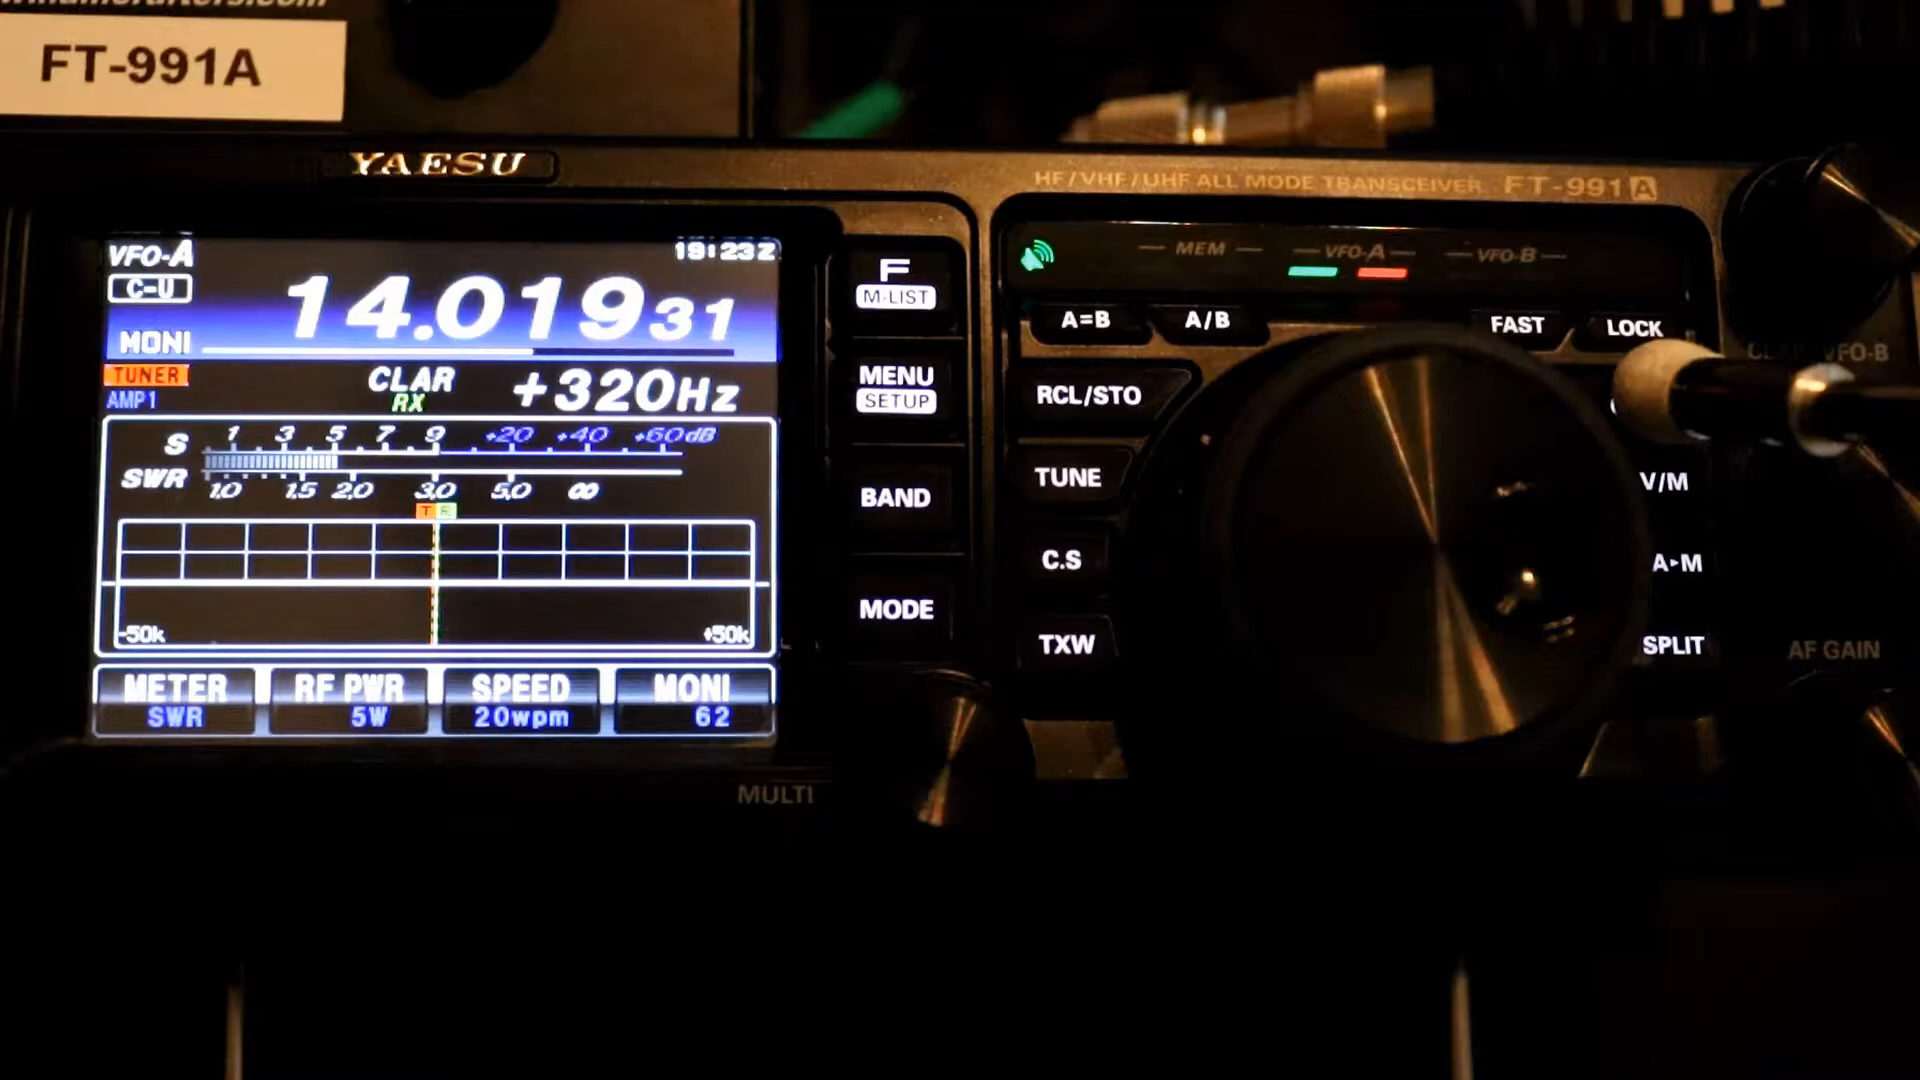 FT-991A
YAESU
HF/VHF/UHF ALL MODE TRANSCEIVER FT-991A
VFO-A 19:23Z
C-U 14.019 31
MONI
TUNER CLAR +320Hz
AMP1 RX
S 1 3 5 7 9 +20 +40 +60dB
SWR 1.0 1.5 2.0 3.0 5.0 ∞
T R
-50k +50k
METER RF PWR SPEED MONI
SWR 5W 20wpm 62
F
M-LIST
MENU
SETUP
BAND
MODE
MULTI
MEM VFO-A VFO-B
A=B A/B FAST LOCK
RCL/STO
TUNE
C.S
TXW
V/M
A▸M
SPLIT
VFO-B
AF GAIN